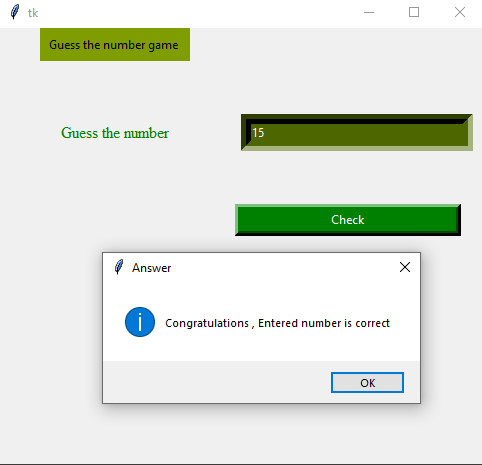 tk
Guess the number game
Guess the number
15
Check
Answer
Congratulations , Entered number is correct
OK